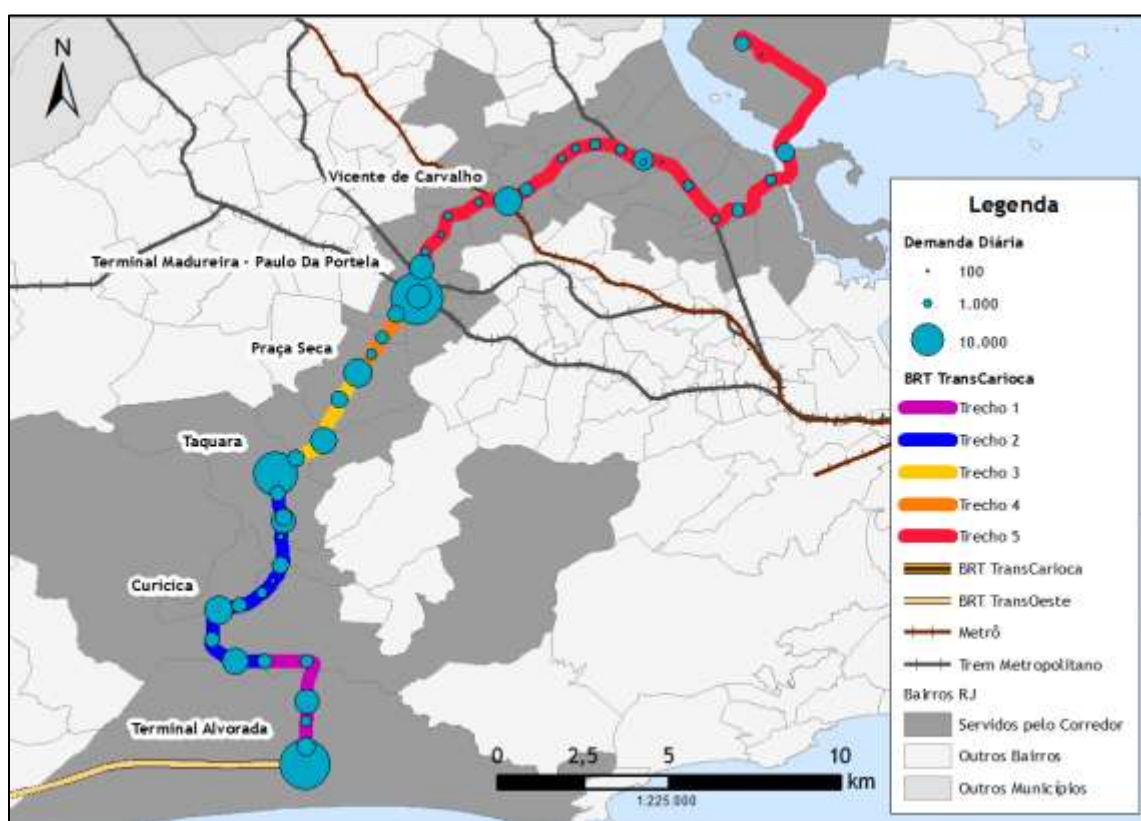 N
Vicente de Carvalho
Terminal Madureira - Paulo Da Portela
Praça Seca
Taquara
Curicica
Terminal Alvorada
0 2,5 5 10
km
1:225.000
Legenda
Demanda Diária
100
1.000
10.000
BRT TransCarioca
Trecho 1
Trecho 2
Trecho 3
Trecho 4
Trecho 5
BRT TransCarioca
BRT TransOeste
Metrô
Trem Metropolitano
Bairros RJ
Servidos pelo Corredor
Outros Bairros
Outros Municípios